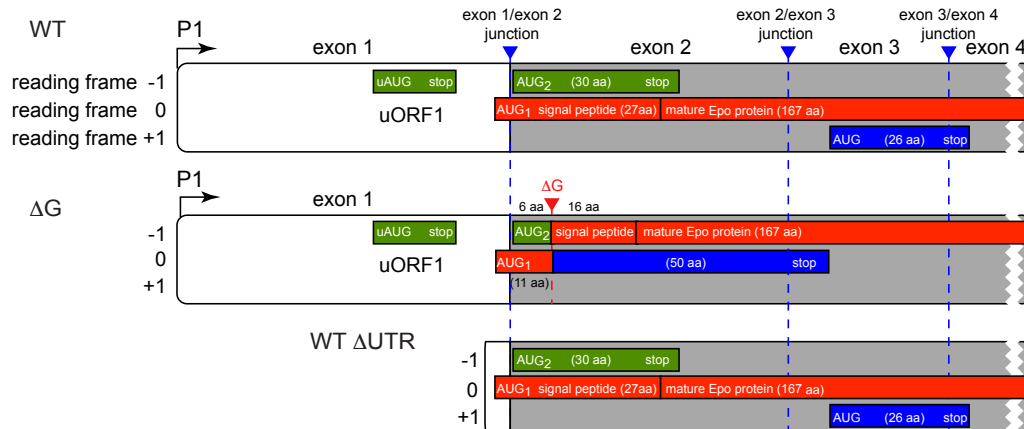 exon 1/exon 2 junction
exon 2/exon 3 junction
exon 3/exon 4 junction
WT
P1
exon 1
exon 2
exon 3
exon 4
reading frame -1
uAUG stop
AUG2 (30 aa) stop
reading frame 0
uORF1
AUG1 signal peptide (27aa)
mature Epo protein (167 aa)
reading frame +1
AUG (26 aa) stop
ΔG
P1
exon 1
6 aa
ΔG
16 aa
-1
uAUG stop
AUG2
signal peptide
mature Epo protein (167 aa)
0
uORF1
AUG1
(50 aa) stop
+1
(11 aa)
WT ΔUTR
-1
AUG2 (30 aa) stop
0
AUG1 signal peptide (27aa)
mature Epo protein (167 aa)
+1
AUG (26 aa) stop